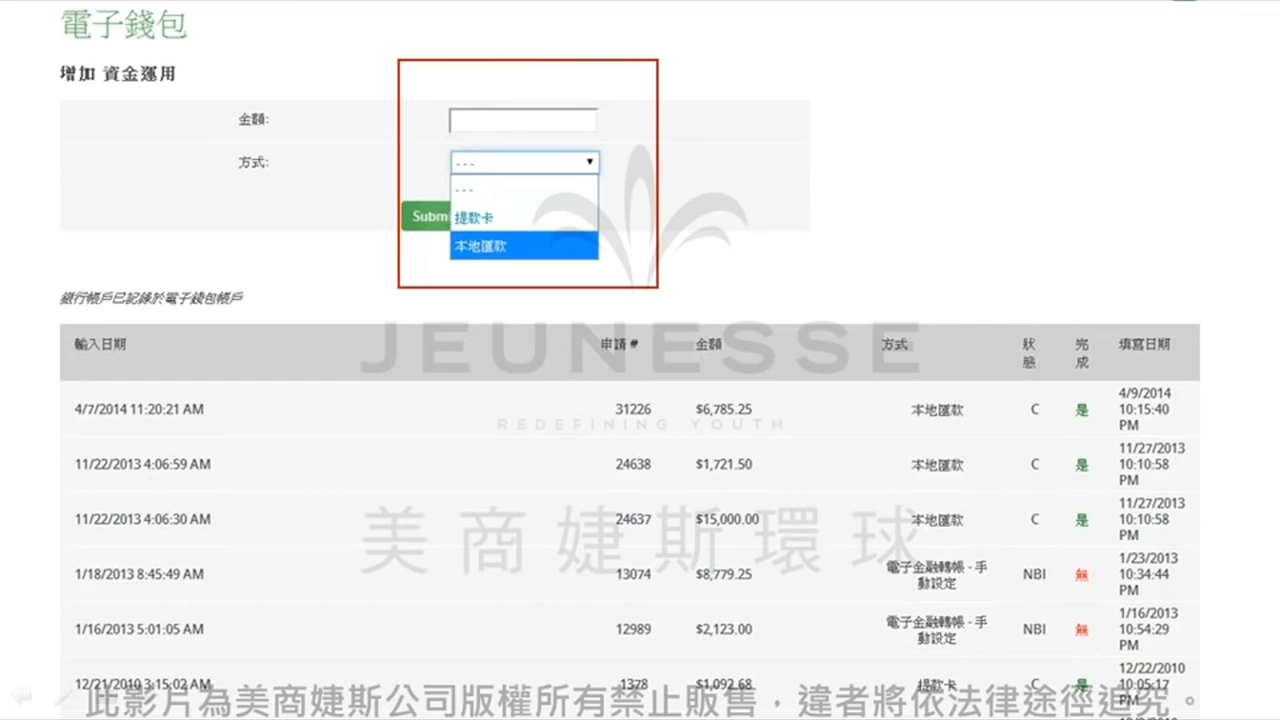 電子錢包
增加 資金運用
金額:
方式:
- - -
- - -
Subm
提款卡
本地匯款
銀行帳戶已記錄於電子錢包帳戶
輸入日期 申請 # 金額 方式 狀態 完成 填寫日期
4/7/2014 11:20:21 AM 31226 $6,785.25 本地匯款 C 是 4/9/2014 10:15:40 PM
11/22/2013 4:06:59 AM 24638 $1,721.50 本地匯款 C 是 11/27/2013 10:10:58 PM
11/22/2013 4:06:30 AM 24637 $15,000.00 本地匯款 C 是 11/27/2013 10:10:58 PM
1/18/2013 8:45:49 AM 13074 $8,779.25 電子金融轉帳 - 手動設定 NBI 無 1/23/2013 10:34:44 PM
1/16/2013 5:01:05 AM 12989 $2,123.00 電子金融轉帳 - 手動設定 NBI 無 1/16/2013 10:54:29 PM
12/21/2010 3:15:02 AM 1378 $1,092.68 提款卡 C 是 12/22/2010 10:05:17 PM
JEUNESSE
REDEFINING YOUTH
美商婕斯環球
此影片為美商婕斯公司版權所有禁止販售，違者將依法律途徑追究。